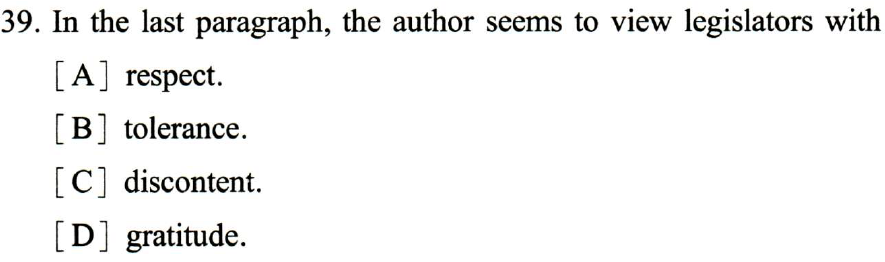 39. In the last paragraph, the author seems to view legislators with
[A] respect.
[B] tolerance.
[C] discontent.
[D] gratitude.